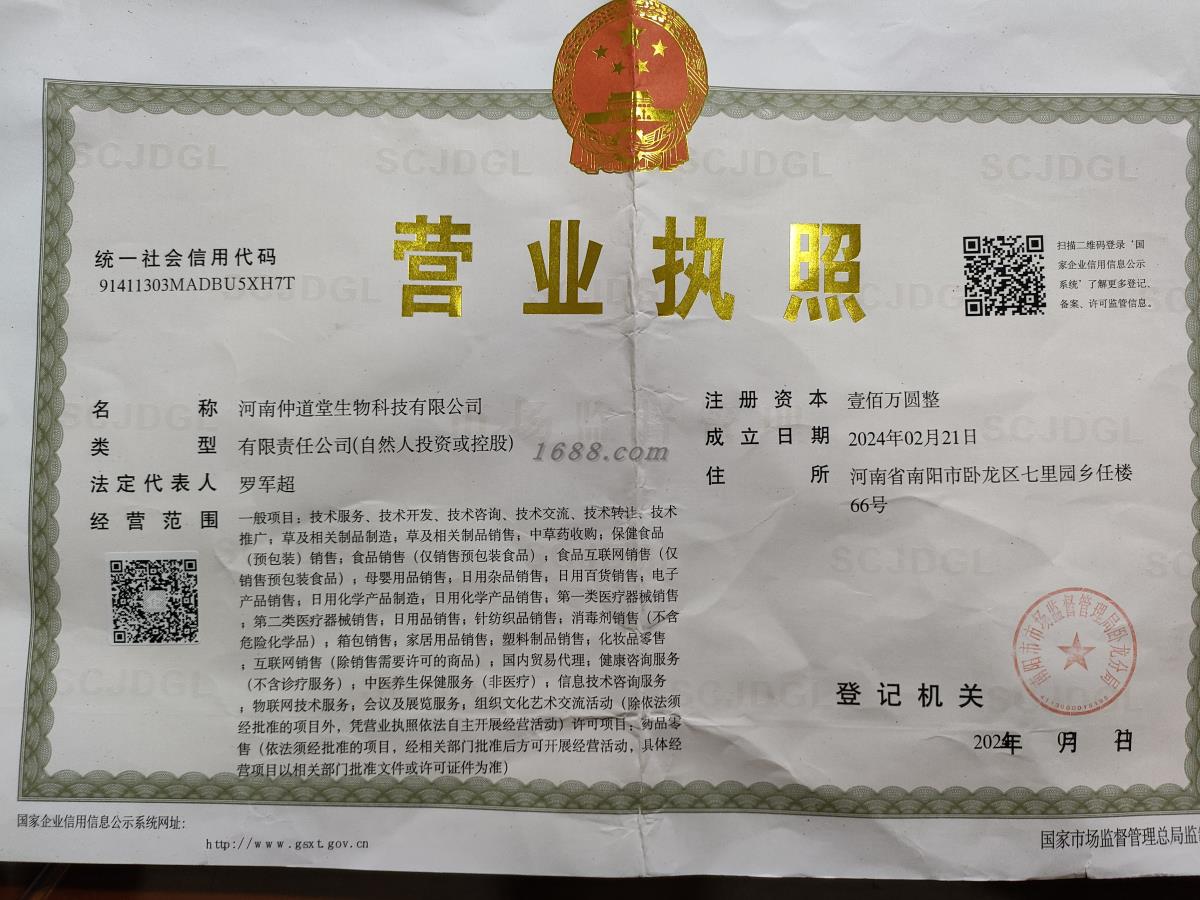 统一社会信用代码
91411303MADBU5XH7T
营业执照
扫描二维码登录‘国
家企业信用信息公示
系统’了解更多登记、
备案、许可监管信息。
名称 河南仲道堂生物科技有限公司
类型 有限责任公司(自然人投资或控股)
法定代表人 罗军超
经营范围 一般项目：技术服务、技术开发、技术咨询、技术交流、技术转让、技术
推广；草及相关制品制造；草及相关制品销售；中草药收购；保健食品
（预包装）销售；食品销售（仅销售预包装食品）；食品互联网销售（仅
销售预包装食品）；母婴用品销售；日用杂品销售；日用百货销售；电子
产品销售；日用化学产品制造；日用化学产品销售；第一类医疗器械销售
；第二类医疗器械销售；日用品销售；针纺织品销售；消毒剂销售（不含
危险化学品）；箱包销售；家居用品销售；塑料制品销售；化妆品零售
；互联网销售（除销售需要许可的商品）；国内贸易代理；健康咨询服务
（不含诊疗服务）；中医养生保健服务（非医疗）；信息技术咨询服务
；物联网技术服务；会议及展览服务；组织文化艺术交流活动（除依法须
经批准的项目外，凭营业执照依法自主开展经营活动）许可项目：药品零
售（依法须经批准的项目，经相关部门批准后方可开展经营活动，具体经
营项目以相关部门批准文件或许可证件为准）
注册资本 壹佰万圆整
成立日期 2024年02月21日
住所 河南省南阳市卧龙区七里园乡任楼
66号
1688.com
南阳市市场监督管理局卧龙分局
登记机关
2024年 02月 21日
国家企业信用信息公示系统网址：
http://www.gsxt.gov.cn
国家市场监督管理总局监
SCJDGL
SCJDGL
SCJDGL
SCJDGL